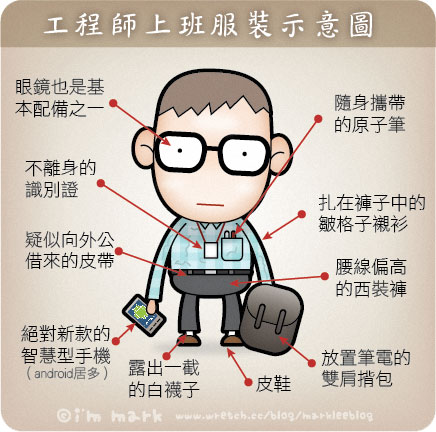 工程師上班服裝示意圖
眼鏡也是基
本配備之一
隨身攜帶
的原子筆
不離身的
識別證
扎在褲子中的
皺格子襯衫
疑似向外公
借來的皮帶
腰線偏高
的西裝褲
絕對新款的
智慧型手機
(android居多)
露出一截
的白襪子
皮鞋
放置筆電的
雙肩揹包
©i'm mark www.wretch.cc/blog/markleeblog